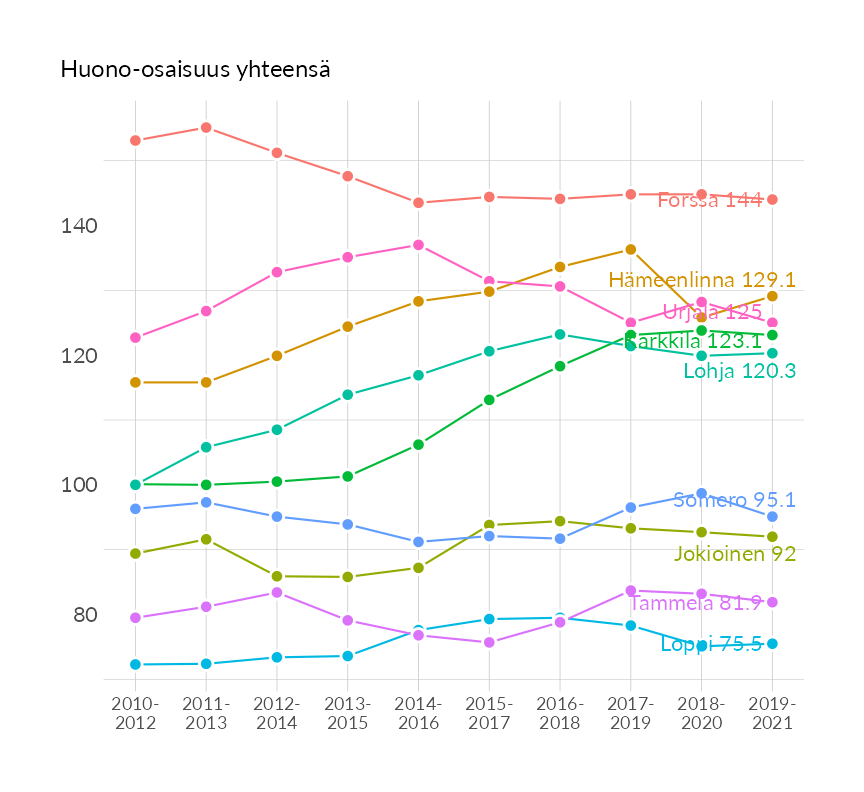 Huono-osaisuus yhteensä
140
120
100
80
Forssa 144
Hämeenlinna 129.1
Urjala 125
Karkkila 123.1
Lohja 120.3
Somero 95.1
Jokioinen 92
Tammela 81.9
Loppi 75.5
2010-
2012
2011-
2013
2012-
2014
2013-
2015
2014-
2016
2015-
2017
2016-
2018
2017-
2019
2018-
2020
2019-
2021